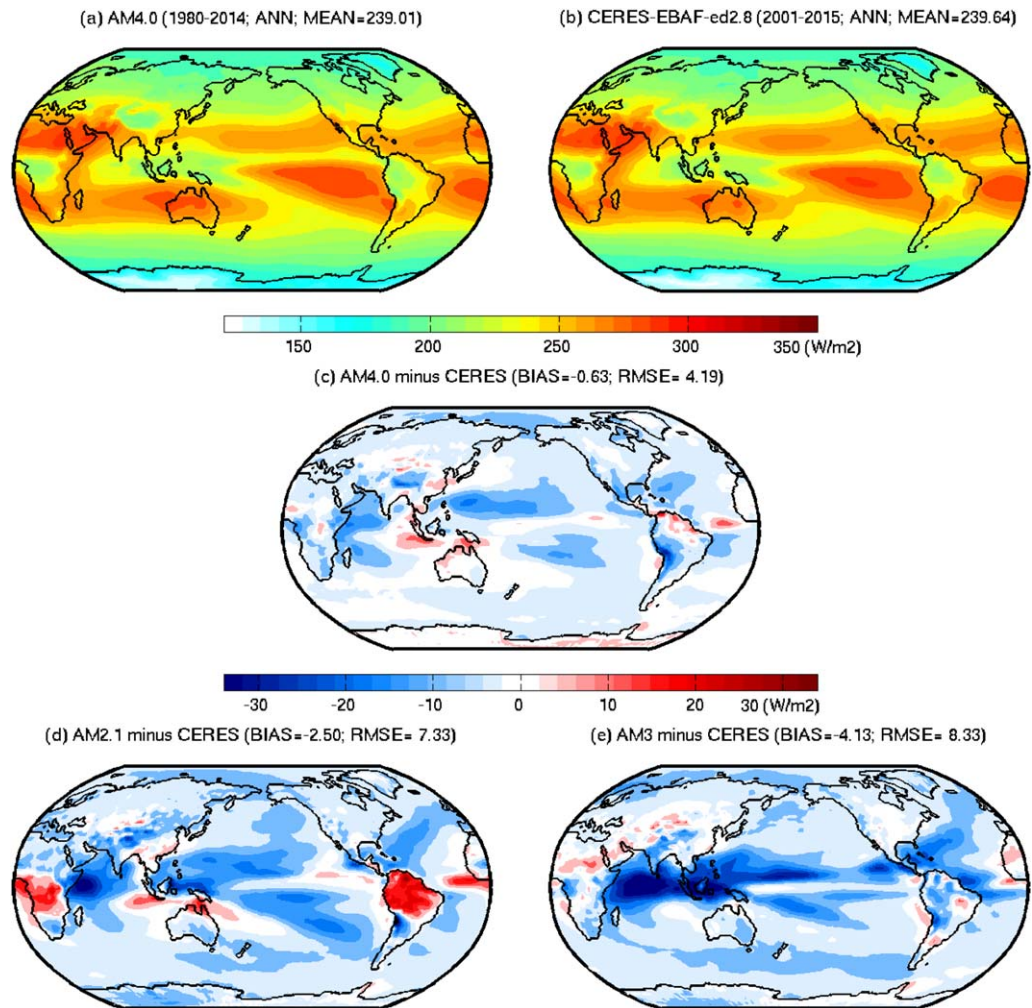 (a) AM4.0 (1980-2014; ANN; MEAN=239.01)
(b) CERES-EBAF-ed2.8 (2001-2015; ANN; MEAN=239.64)
150 200 250 300 350 (W/m2)
(c) AM4.0 minus CERES (BIAS=-0.63; RMSE= 4.19)
-30 -20 -10 0 10 20 30 (W/m2)
(d) AM2.1 minus CERES (BIAS=-2.50; RMSE= 7.33)
(e) AM3 minus CERES (BIAS=-4.13; RMSE= 8.33)